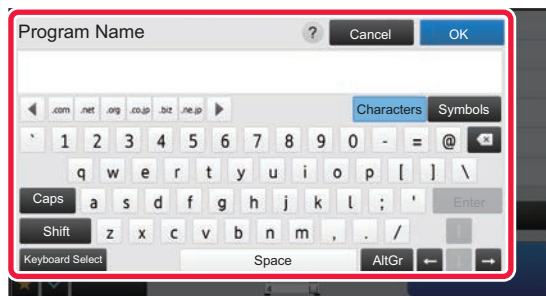 Program Name ? Cancel OK
.com .net .org .co.jp .biz .ne.jp Characters Symbols
` 1 2 3 4 5 6 7 8 9 0 - = @
q w e r t y u i o p [ ] \
Caps a s d f g h j k l ; ' Enter
Shift z x c v b n m , . /
Keyboard Select Space AltGr ← →